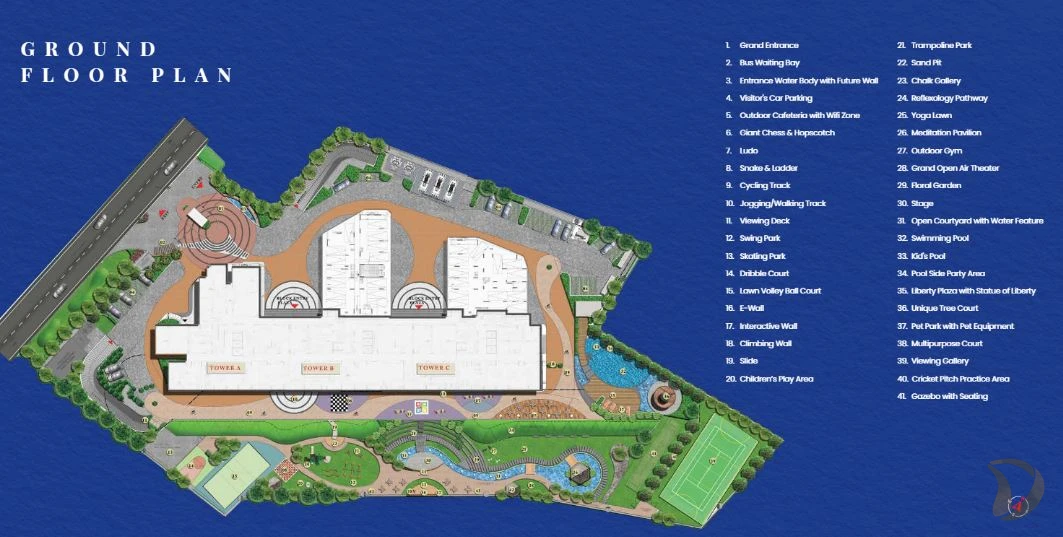 GROUND
FLOOR PLAN
1. Grand Entrance
2. Bus Waiting Bay
3. Entrance Water Body with Future Wall
4. Visitor's Car Parking
5. Outdoor Cafeteria with Wifi Zone
6. Giant Chess & Hopscotch
7. Ludo
8. Snake & Ladder
9. Cycling Track
10. Jogging/Walking Track
11. Viewing Deck
12. Swing Park
13. Skating Park
14. Dribble Court
15. Lawn Volley Ball Court
16. E-Wall
17. Interactive Wall
18. Climbing Wall
19. Slide
20. Children's Play Area
21. Trampoline Park
22. Sand Pit
23. Chalk Gallery
24. Reflexology Pathway
25. Yoga Lawn
26. Meditation Pavilion
27. Outdoor Gym
28. Grand Open Air Theater
29. Floral Garden
30. Stage
31. Open Courtyard with Water Feature
32. Swimming Pool
33. Kid's Pool
34. Pool Side Party Area
35. Liberty Plaza with Statue of Liberty
36. Unique Tree Court
37. Pet Park with Pet Equipment
38. Multipurpose Court
39. Viewing Gallery
40. Cricket Pitch Practice Area
41. Gazebo with Seating
BLOCK ENTRY
BLOCK ENTRY
TOWER A
TOWER B
TOWER C